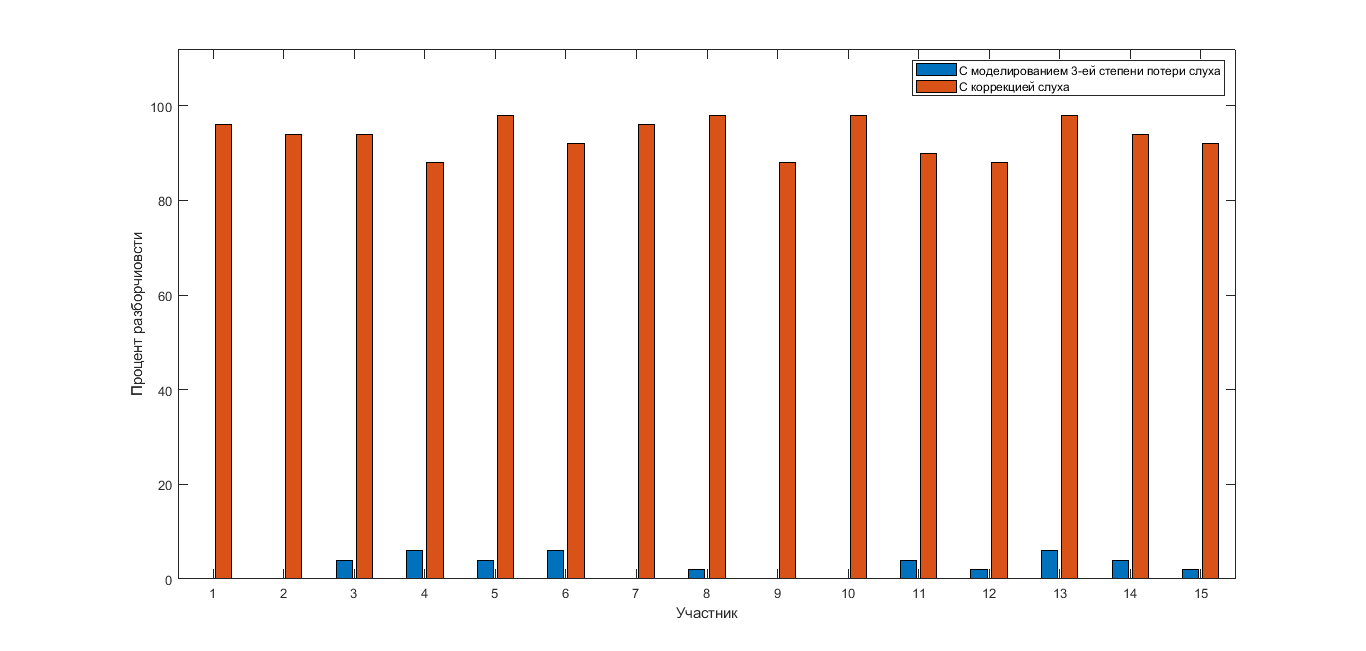 С моделированием 3-ей степени потери слуха
С коррекцией слуха
Процент разборчиовсти
100
80
60
40
20
0
1 2 3 4 5 6 7 8 9 10 11 12 13 14 15
Участник